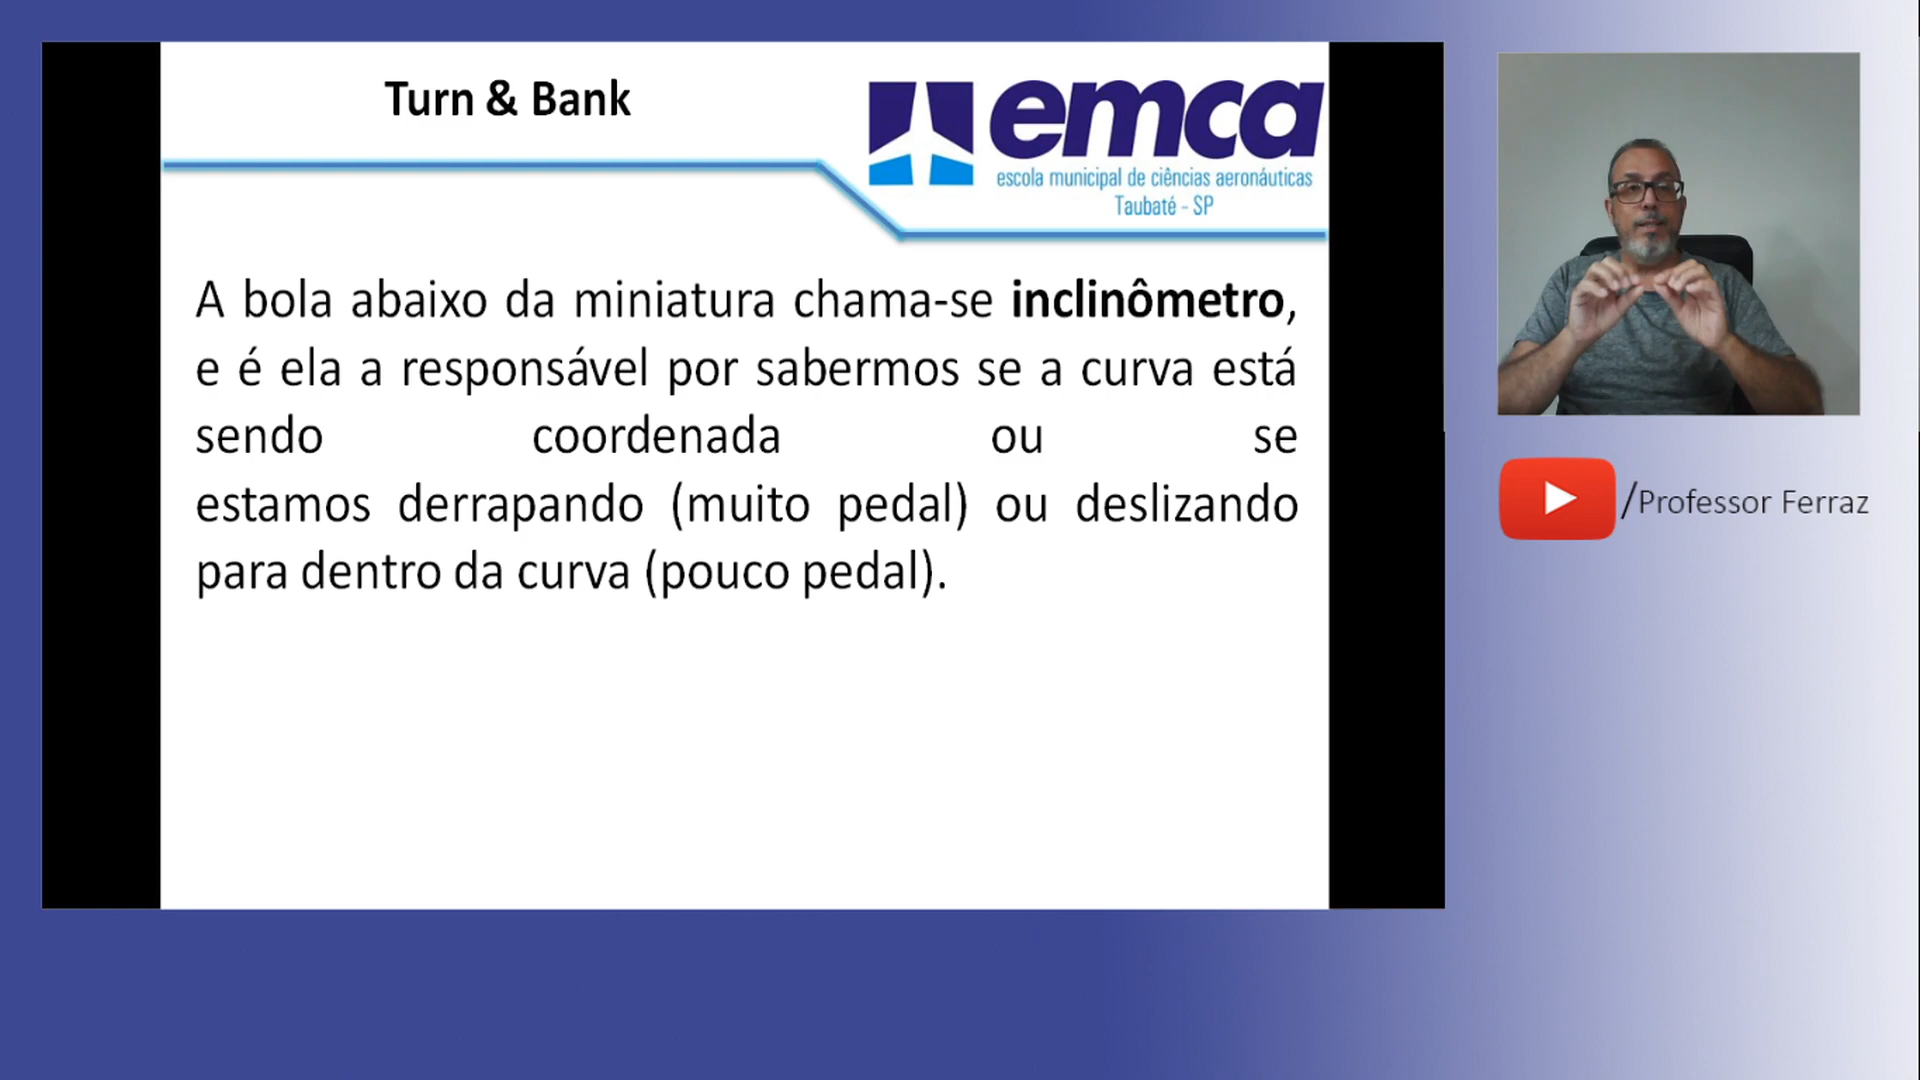 Turn & Bank
emca
escola municipal de ciências aeronáuticas
Taubaté - SP
A bola abaixo da miniatura chama-se inclinômetro,
e é ela a responsável por sabermos se a curva está
sendo coordenada ou se
estamos derrapando (muito pedal) ou deslizando
para dentro da curva (pouco pedal).
/Professor Ferraz